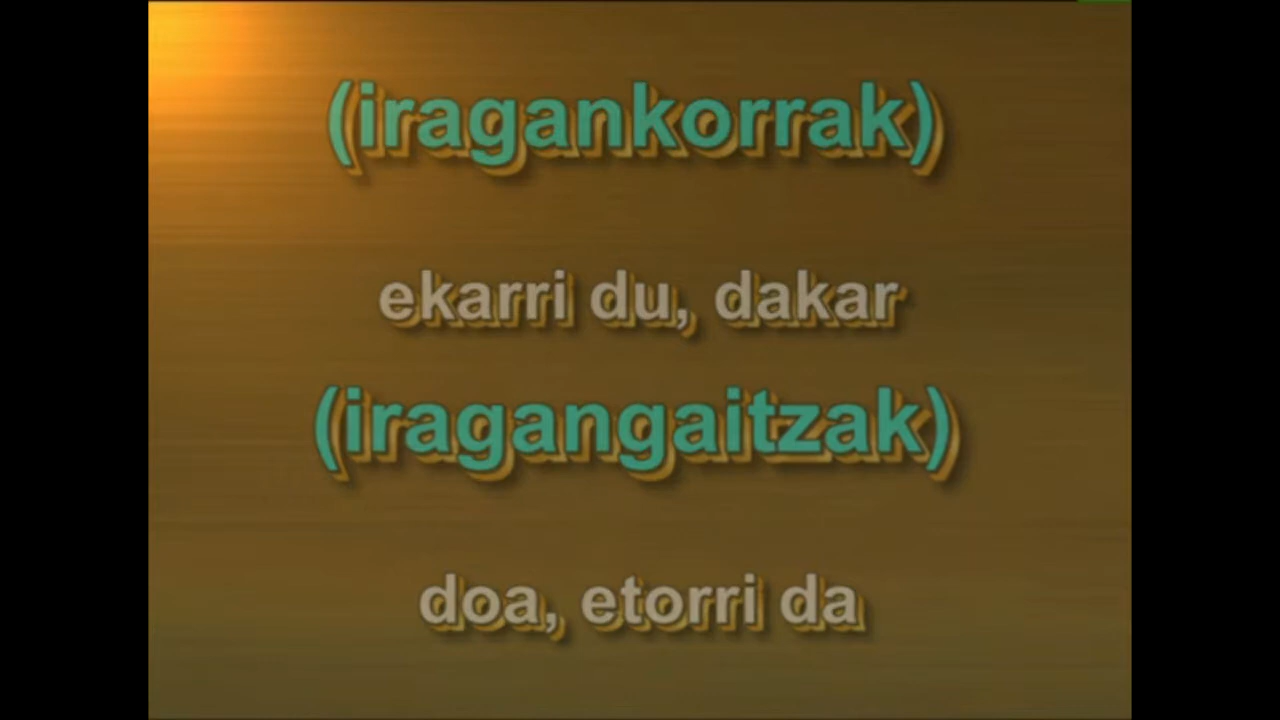 (iragankorrak)
ekarri du, dakar
(iragangaitzak)
doa, etorri da